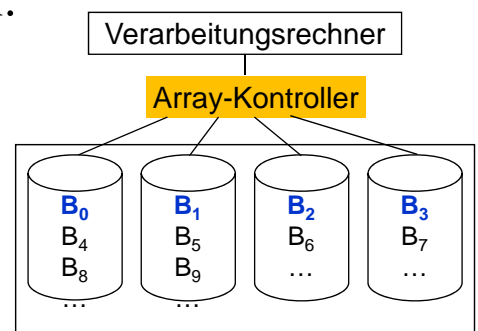 Verarbeitungsrechner
Array-Kontroller
B₀ B₁ B₂ B₃
B₄ B₅ B₆ B₇
B₈ B₉ … …
… …